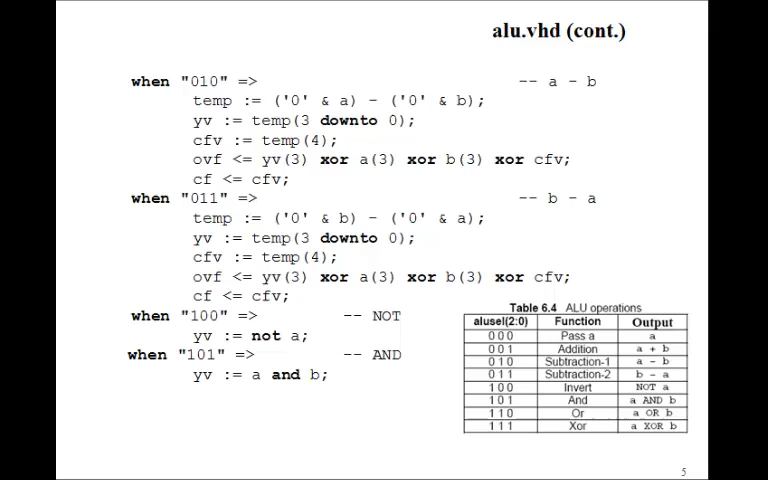 alu.vhd (cont.)
when "010" => -- a - b
temp := ('0' & a) - ('0' & b);
yv := temp(3 downto 0);
cfv := temp(4);
ovf <= yv(3) xor a(3) xor b(3) xor cfv;
cf <= cfv;
when "011" => -- b - a
temp := ('0' & b) - ('0' & a);
yv := temp(3 downto 0);
cfv := temp(4);
ovf <= yv(3) xor a(3) xor b(3) xor cfv;
cf <= cfv;
when "100" => -- NOT
yv := not a;
when "101" => -- AND
yv := a and b;
Table 6.4 ALU operations
alusel(2:0) Function Output
0 0 0 Pass a a
0 0 1 Addition a + b
0 1 0 Subtraction-1 a - b
0 1 1 Subtraction-2 b - a
1 0 0 Invert NOT a
1 0 1 And a AND b
1 1 0 Or a OR b
1 1 1 Xor a XOR b
5